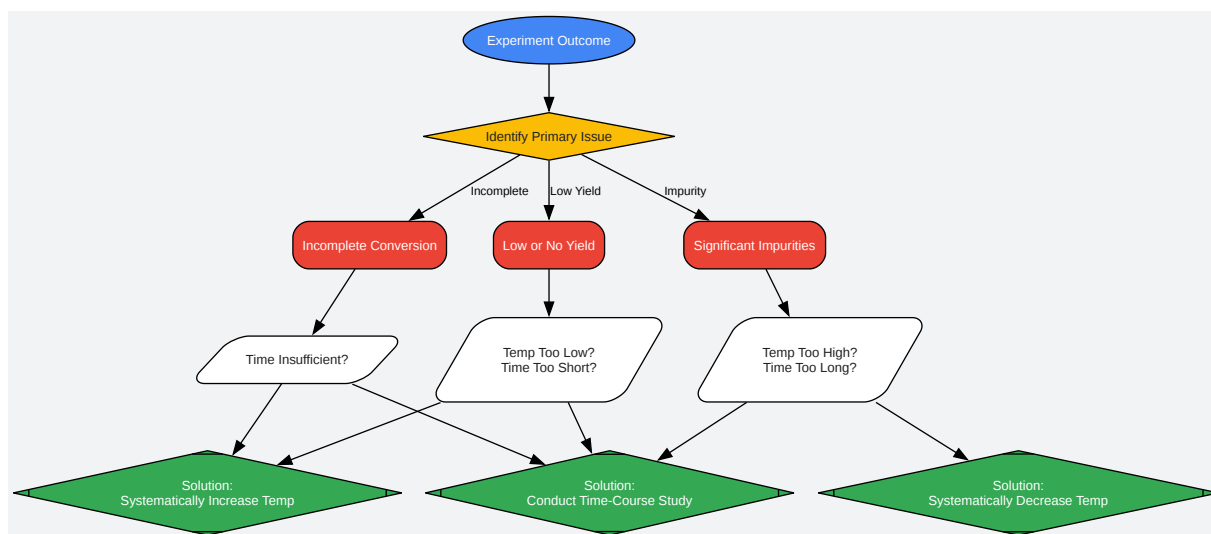 Experiment Outcome
Identify Primary Issue
Incomplete
Low Yield
Impurity
Incomplete Conversion
Low or No Yield
Significant Impurities
Time Insufficient?
Temp Too Low?
Time Too Short?
Temp Too High?
Time Too Long?
Solution:
Systematically Increase Temp
Solution:
Conduct Time-Course Study
Solution:
Systematically Decrease Temp